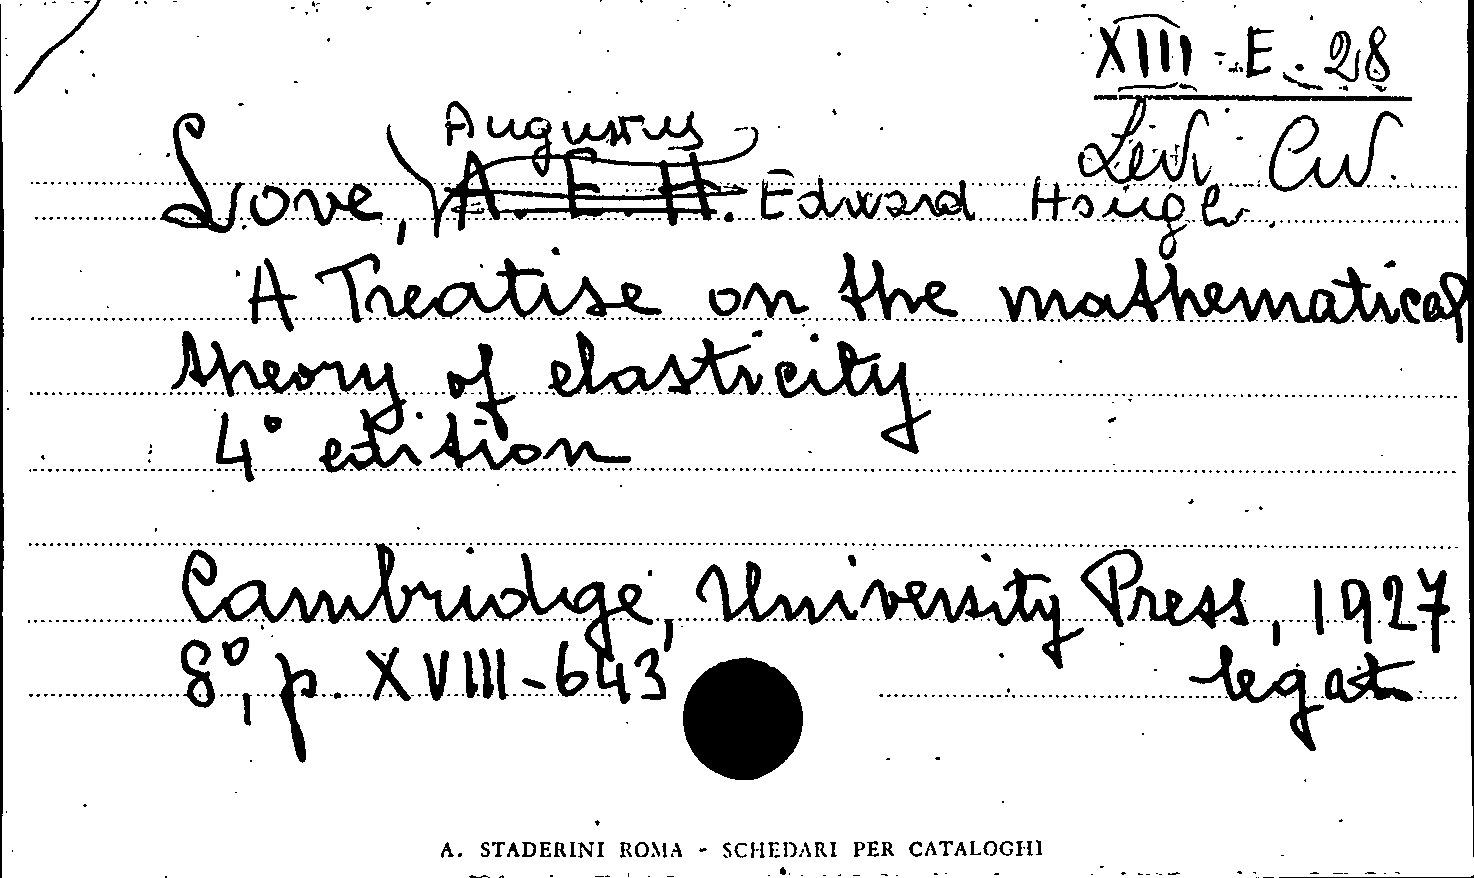 XIII - E. 28
Levi Civ.
Augustus
Love, A. E. H. Edward Hough
A Treatise on the mathematical
theory of elasticity
4° edition
Cambridge, University Press, 1927
8°, p. XVIII-643
legato
A. STADERINI ROMA - SCHEDARI PER CATALOGHI